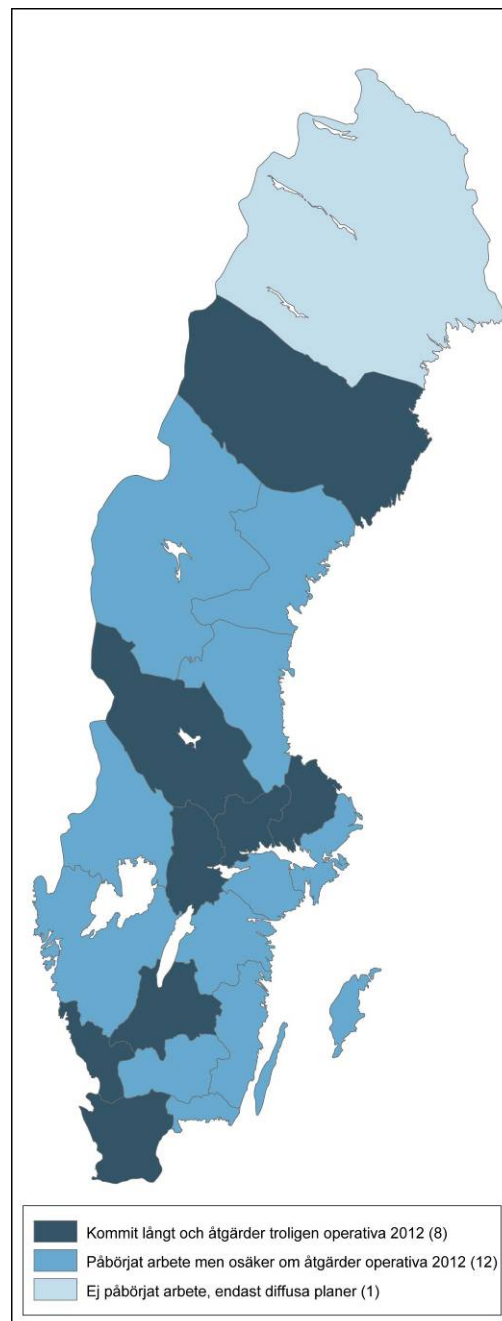 Kommit långt och åtgärder troligen operativa 2012 (8)
Påbörjat arbete men osäker om åtgärder operativa 2012 (12)
Ej påbörjat arbete, endast diffusa planer (1)